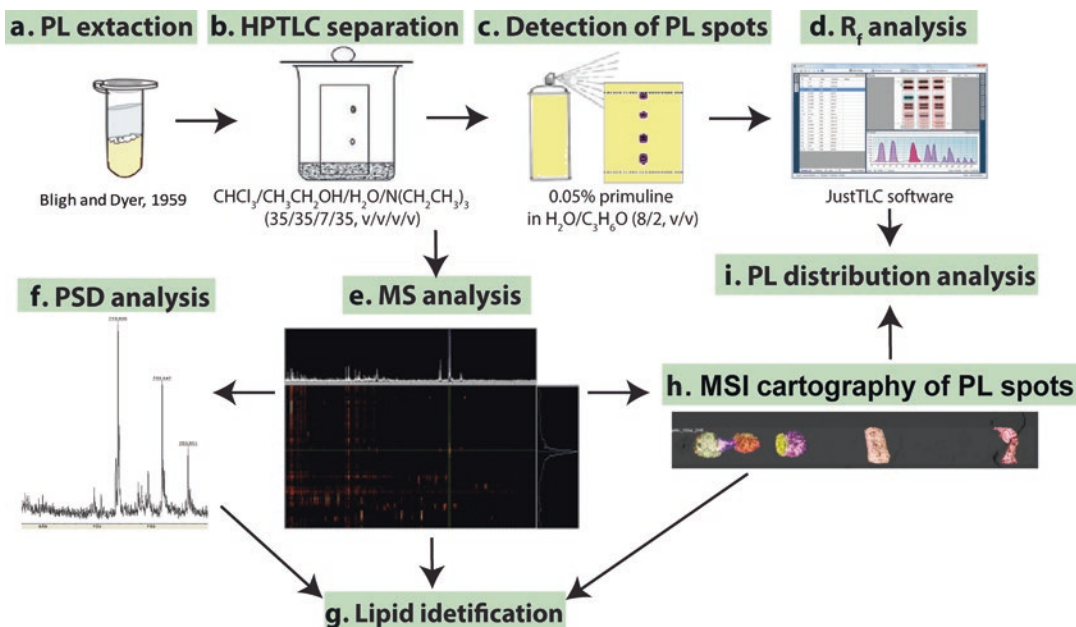 a. PL extaction
b. HPTLC separation
c. Detection of PL spots
d. Rf analysis
Bligh and Dyer, 1959
CHCl3/CH3CH2OH/H2O/N(CH2CH3)3
(35/35/7/35, v/v/v/v)
0.05% primuline
in H2O/C3H6O (8/2, v/v)
JustTLC software
f. PSD analysis
e. MS analysis
i. PL distribution analysis
h. MSI cartography of PL spots
g. Lipid idetification